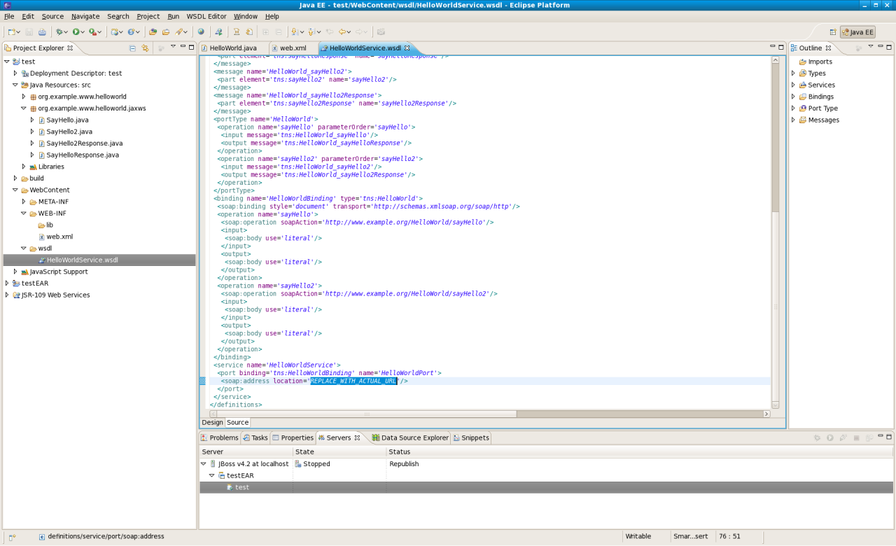 Java EE - test/WebContent/wsdl/HelloWorldService.wsdl - Eclipse Platform
File Edit Source Navigate Search Project Run WSDL Editor Window Help
Java EE
Project Explorer
test
Deployment Descriptor: test
Java Resources: src
org.example.www.helloworld
org.example.www.helloworld.jaxws
SayHello.java
SayHello2.java
SayHello2Response.java
SayHelloResponse.java
Libraries
build
WebContent
META-INF
WEB-INF
lib
web.xml
wsdl
HelloWorldService.wsdl
JavaScript Support
testEAR
JSR-109 Web Services
HelloWorld.java web.xml HelloWorldService.wsdl
</message>
<message name='HelloWorld_sayHello2'>
<part element='tns:sayHello2' name='sayHello2'/>
</message>
<message name='HelloWorld_sayHello2Response'>
<part element='tns:sayHello2Response' name='sayHello2Response'/>
</message>
<portType name='HelloWorld'>
<operation name='sayHello' parameterOrder='sayHello'>
<input message='tns:HelloWorld_sayHello'/>
<output message='tns:HelloWorld_sayHelloResponse'/>
</operation>
<operation name='sayHello2' parameterOrder='sayHello2'>
<input message='tns:HelloWorld_sayHello2'/>
<output message='tns:HelloWorld_sayHello2Response'/>
</operation>
</portType>
<binding name='HelloWorldBinding' type='tns:HelloWorld'>
<soap:binding style='document' transport='http://schemas.xmlsoap.org/soap/http'/>
<operation name='sayHello'>
<soap:operation soapAction='http://www.example.org/HelloWorld/sayHello'/>
<input>
<soap:body use='literal'/>
</input>
<output>
<soap:body use='literal'/>
</output>
</operation>
<operation name='sayHello2'>
<soap:operation soapAction='http://www.example.org/HelloWorld/sayHello2'/>
<input>
<soap:body use='literal'/>
</input>
<output>
<soap:body use='literal'/>
</output>
</operation>
</binding>
<service name='HelloWorldService'>
<port binding='tns:HelloWorldBinding' name='HelloWorldPort'>
<soap:address location='REPLACE_WITH_ACTUAL_URL'/>
</port>
</service>
</definitions>
Design Source
Outline
Imports
Types
Services
Bindings
Port Type
Messages
Problems Tasks Properties Servers Data Source Explorer Snippets
Server State Status
JBoss v4.2 at localhost Stopped Republish
testEAR
test
definitions/service/port/soap:address Writable Smar...sert 76 : 51